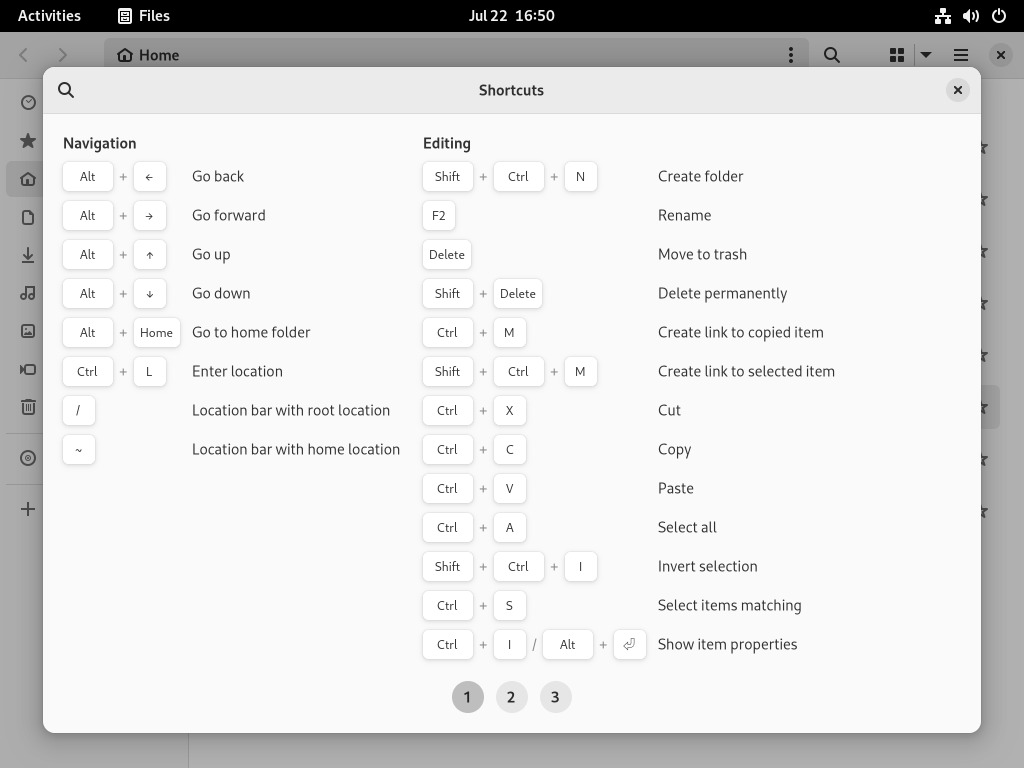 Activities Files Jul 22 16:50
Home
Shortcuts
Navigation
Alt + ← Go back
Alt + → Go forward
Alt + ↑ Go up
Alt + ↓ Go down
Alt + Home Go to home folder
Ctrl + L Enter location
/ Location bar with root location
~ Location bar with home location
Editing
Shift + Ctrl + N Create folder
F2 Rename
Delete Move to trash
Shift + Delete Delete permanently
Ctrl + M Create link to copied item
Shift + Ctrl + M Create link to selected item
Ctrl + X Cut
Ctrl + C Copy
Ctrl + V Paste
Ctrl + A Select all
Shift + Ctrl + I Invert selection
Ctrl + S Select items matching
Ctrl + I / Alt + ⏎ Show item properties
1 2 3